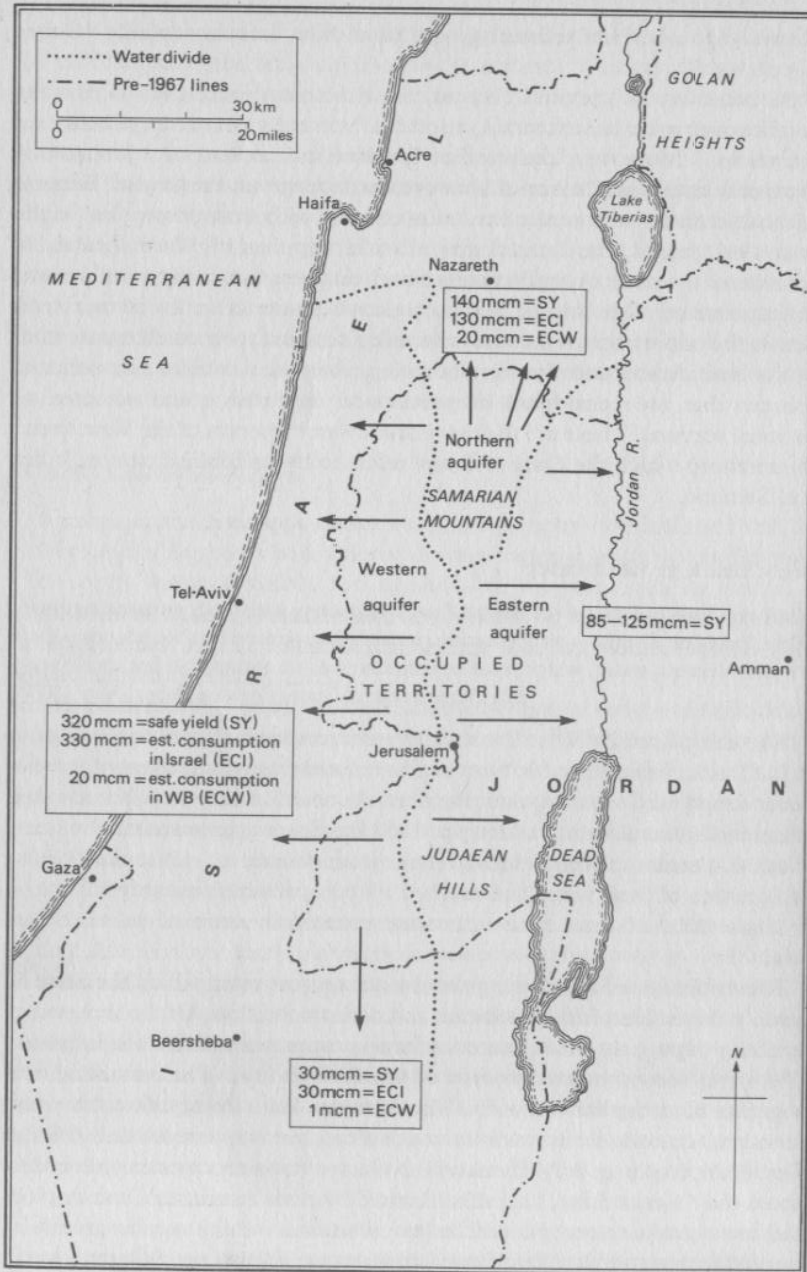 Water divide
Pre-1967 lines
0 30 km
0 20 miles
GOLAN
HEIGHTS
Acre
Haifa
Lake
Tiberias
Nazareth
MEDITERRANEAN
SEA
140 mcm = SY
130 mcm = ECI
20 mcm = ECW
Northern
aquifer
SAMARIAN
MOUNTAINS
Jordan R.
Western
aquifer
Tel·Aviv
Eastern
aquifer
85–125 mcm = SY
Amman
OCCUPIED
TERRITORIES
320 mcm = safe yield (SY)
330 mcm = est. consumption
in Israel (ECI)
20 mcm = est. consumption
in WB (ECW)
Jerusalem
JORDAN
JUDAEAN
HILLS
DEAD
SEA
Gaza
ISRAEL
Beersheba
30 mcm = SY
30 mcm = ECI
1 mcm = ECW
N